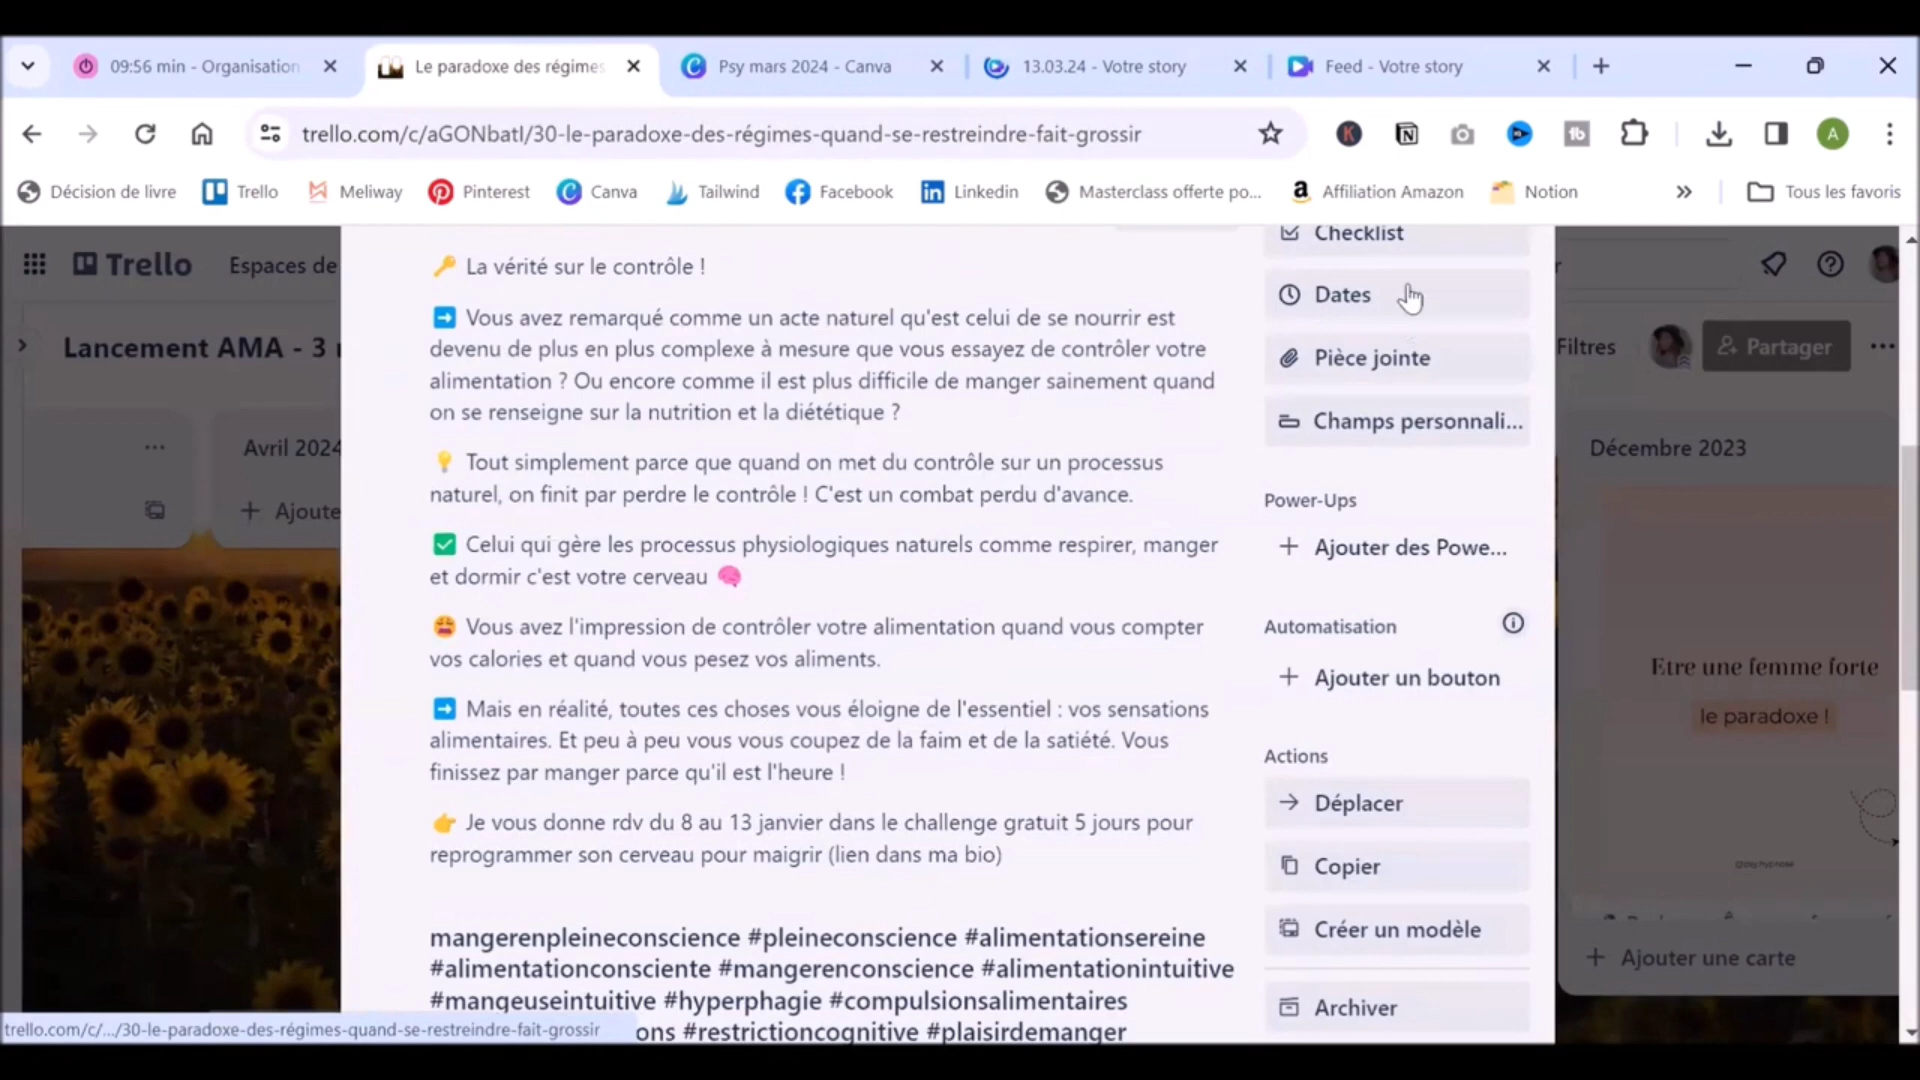 09:56 min - Organisation
Le paradoxe des régimes
Psy mars 2024 - Canva
13.03.24 - Votre story
Feed - Votre story
trello.com/c/aGONbatI/30-le-paradoxe-des-régimes-quand-se-restreindre-fait-grossir
A
Décision de livre
Trello
Meliway
Pinterest
Canva
Tailwind
Facebook
Linkedin
Masterclass offerte po...
Affiliation Amazon
Notion
Tous les favoris
Trello
Espaces de
Lancement AMA - 3
Filtres
Partager
Avril 2024
Ajoute
🔑 La vérité sur le contrôle !
➡️ Vous avez remarqué comme un acte naturel qu'est celui de se nourrir est
devenu de plus en plus complexe à mesure que vous essayez de contrôler votre
alimentation ? Ou encore comme il est plus difficile de manger sainement quand
on se renseigne sur la nutrition et la diététique ?
💡 Tout simplement parce que quand on met du contrôle sur un processus
naturel, on finit par perdre le contrôle ! C'est un combat perdu d'avance.
✅ Celui qui gère les processus physiologiques naturels comme respirer, manger
et dormir c'est votre cerveau 🧠
😩 Vous avez l'impression de contrôler votre alimentation quand vous compter
vos calories et quand vous pesez vos aliments.
➡️ Mais en réalité, toutes ces choses vous éloigne de l'essentiel : vos sensations
alimentaires. Et peu à peu vous vous coupez de la faim et de la satiété. Vous
finissez par manger parce qu'il est l'heure !
👉 Je vous donne rdv du 8 au 13 janvier dans le challenge gratuit 5 jours pour
reprogrammer son cerveau pour maigrir (lien dans ma bio)
mangerenpleineconscience #pleineconscience #alimentationsereine
#alimentationconsciente #mangerenconscience #alimentationintuitive
#mangeuseintuitive #hyperphagie #compulsionsalimentaires
ons #restrictioncognitive #plaisirdemanger
Checklist
Dates
Pièce jointe
Champs personnali...
Power-Ups
+ Ajouter des Powe...
Automatisation
+ Ajouter un bouton
Actions
Déplacer
Copier
Créer un modèle
Archiver
Décembre 2023
Etre une femme forte
le paradoxe !
@psy.hypnose
+ Ajouter une carte
trello.com/c/.../30-le-paradoxe-des-régimes-quand-se-restreindre-fait-grossir